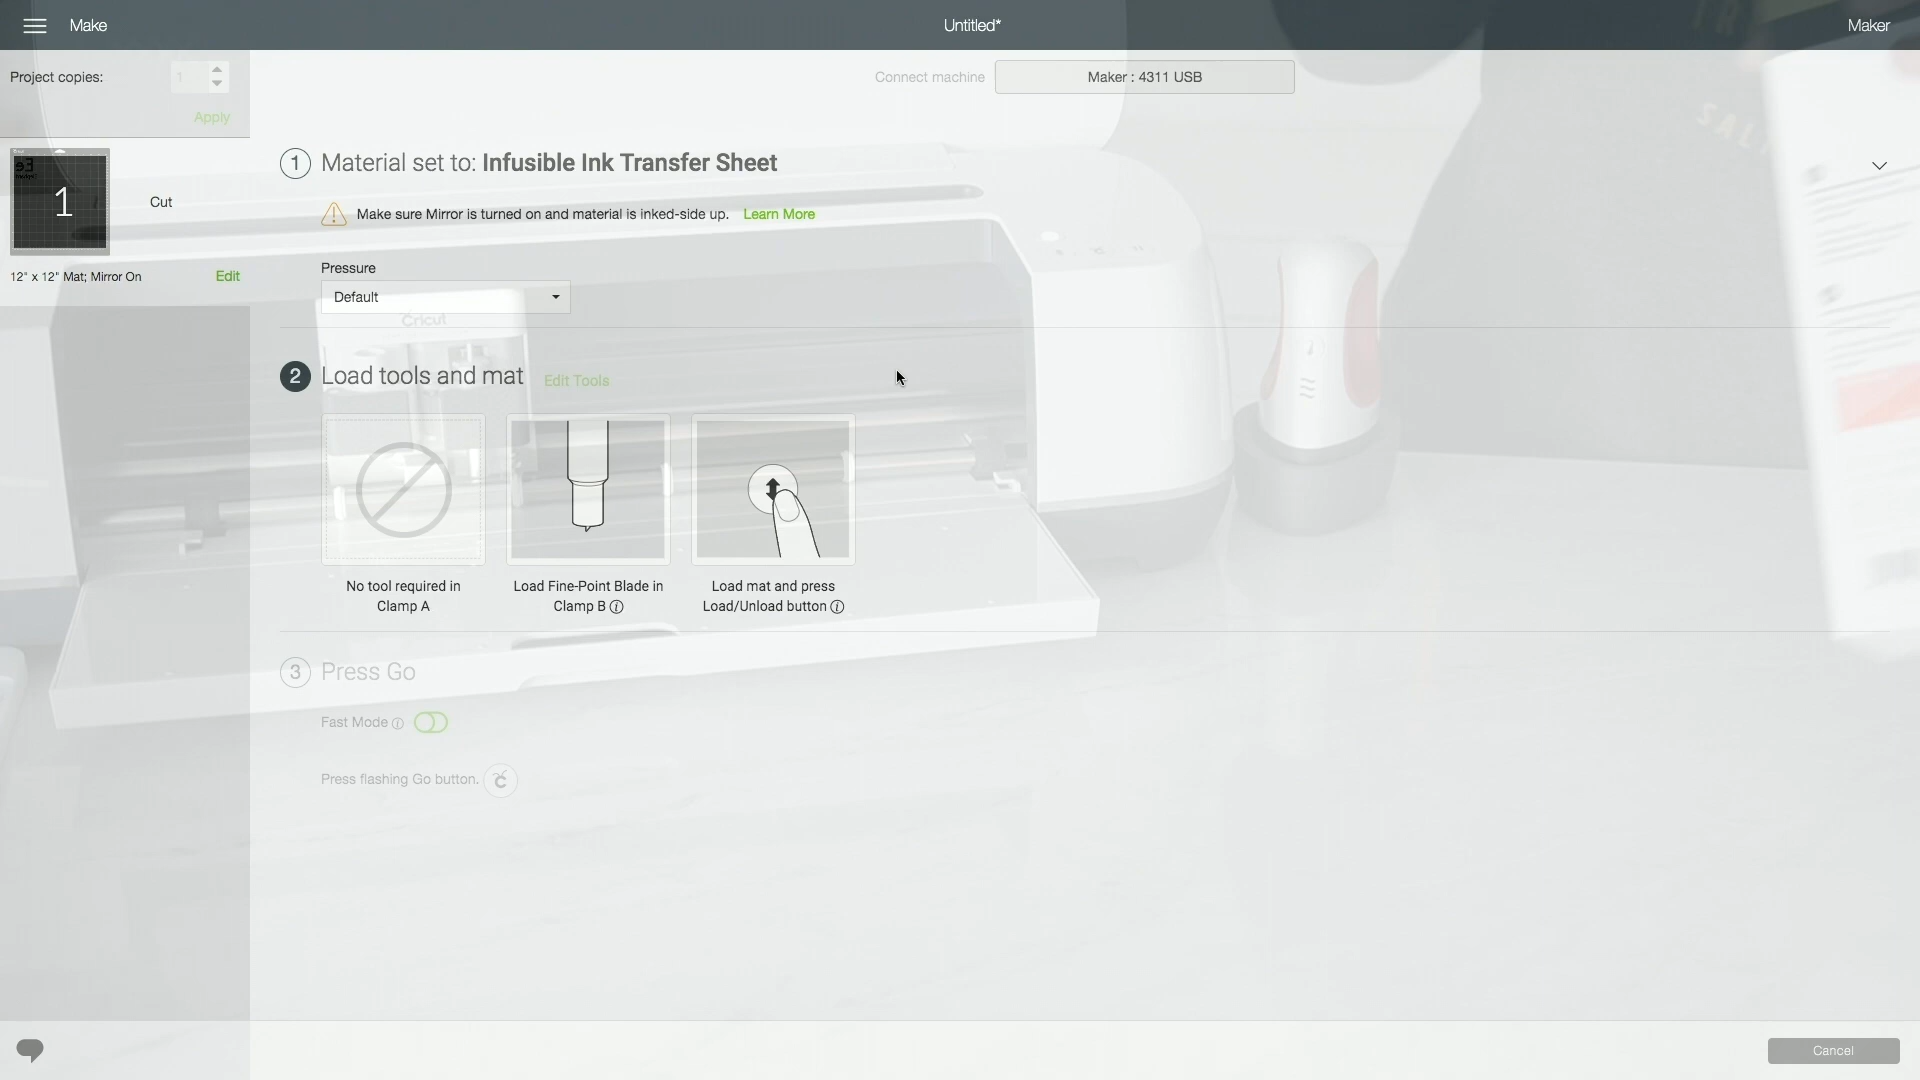 Make
Untitled*
Maker
Project copies:
1
Apply
Connect machine
Maker : 4311 USB
1
Cut
12" x 12" Mat; Mirror On
Edit
1 Material set to: Infusible Ink Transfer Sheet
Make sure Mirror is turned on and material is inked-side up. Learn More
Pressure
Default
Cricut
2 Load tools and mat
Edit Tools
No tool required in
Clamp A
Load Fine-Point Blade in
Clamp B
Load mat and press
Load/Unload button
3 Press Go
Fast Mode
Press flashing Go button.
SALT
Cancel